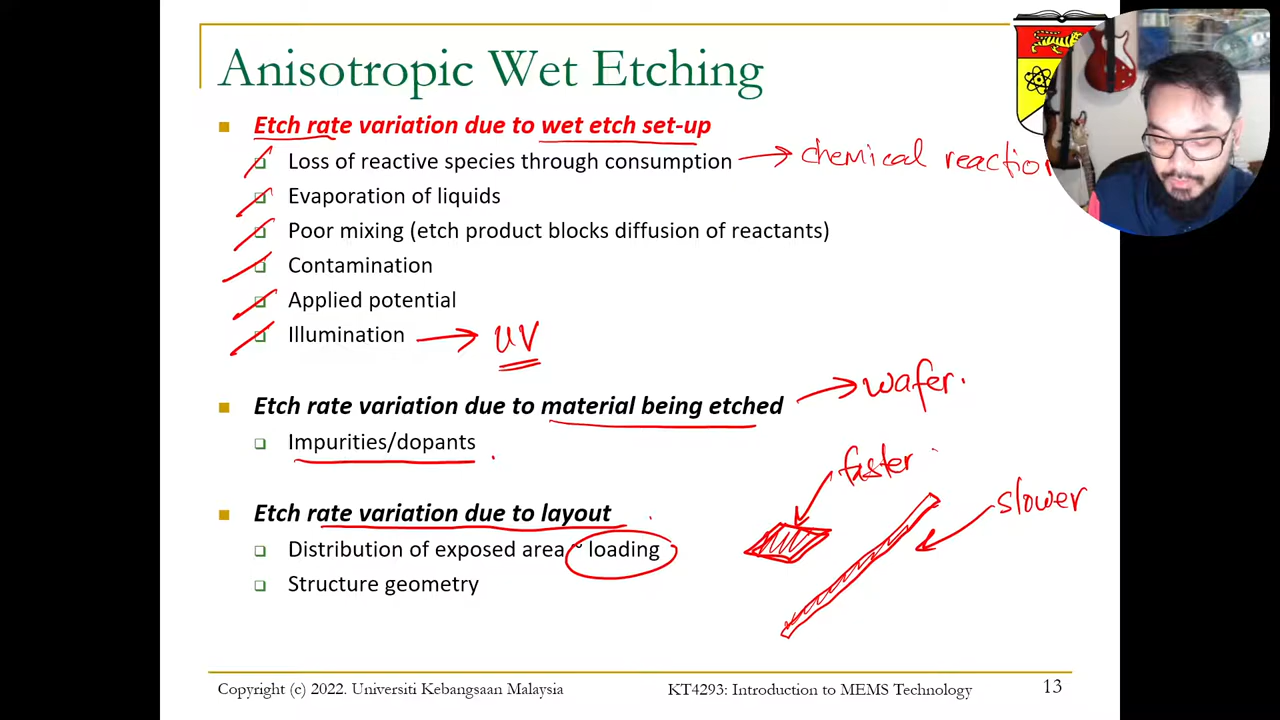 Anisotropic Wet Etching
Etch rate variation due to wet etch set-up
Loss of reactive species through consumption → chemical reaction
Evaporation of liquids
Poor mixing (etch product blocks diffusion of reactants)
Contamination
Applied potential
Illumination → UV
Etch rate variation due to material being etched → wafer.
Impurities/dopants
faster
slower
Etch rate variation due to layout
Distribution of exposed area ~ loading
Structure geometry
Copyright (c) 2022. Universiti Kebangsaan Malaysia
KT4293: Introduction to MEMS Technology
13